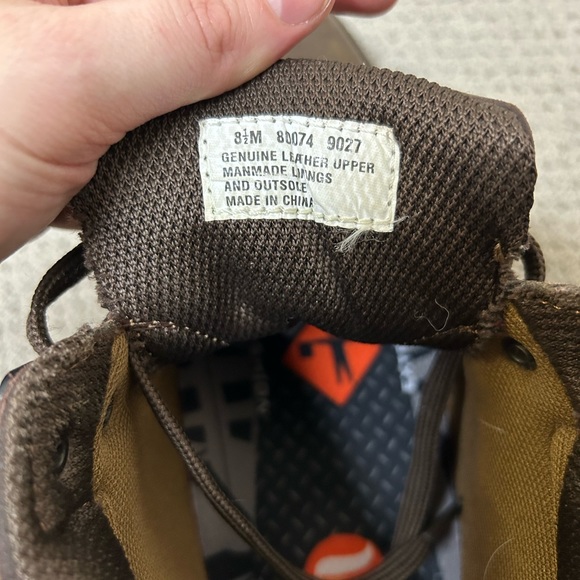 8½M 80074 9027
GENUINE LEATHER UPPER
MANMADE LININGS
AND OUTSOLE
MADE IN CHINA